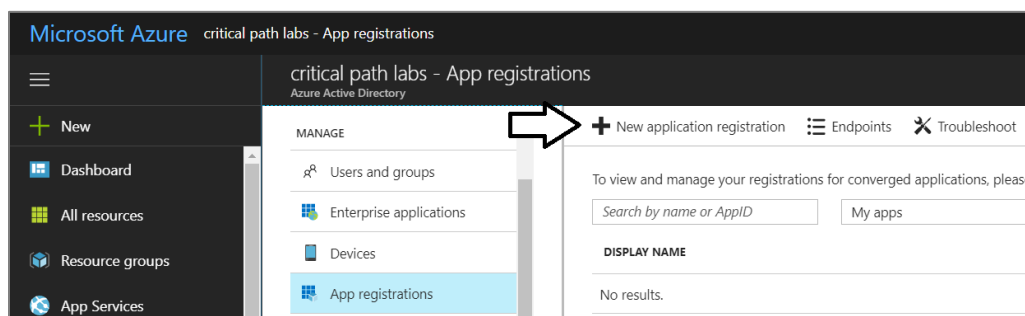 Microsoft Azure critical path labs - App registrations
critical path labs - App registrations
Azure Active Directory
New
Dashboard
All resources
Resource groups
App Services
MANAGE
Users and groups
Enterprise applications
Devices
App registrations
New application registration Endpoints Troubleshoot
To view and manage your registrations for converged applications, please
Search by name or AppID My apps
DISPLAY NAME
No results.